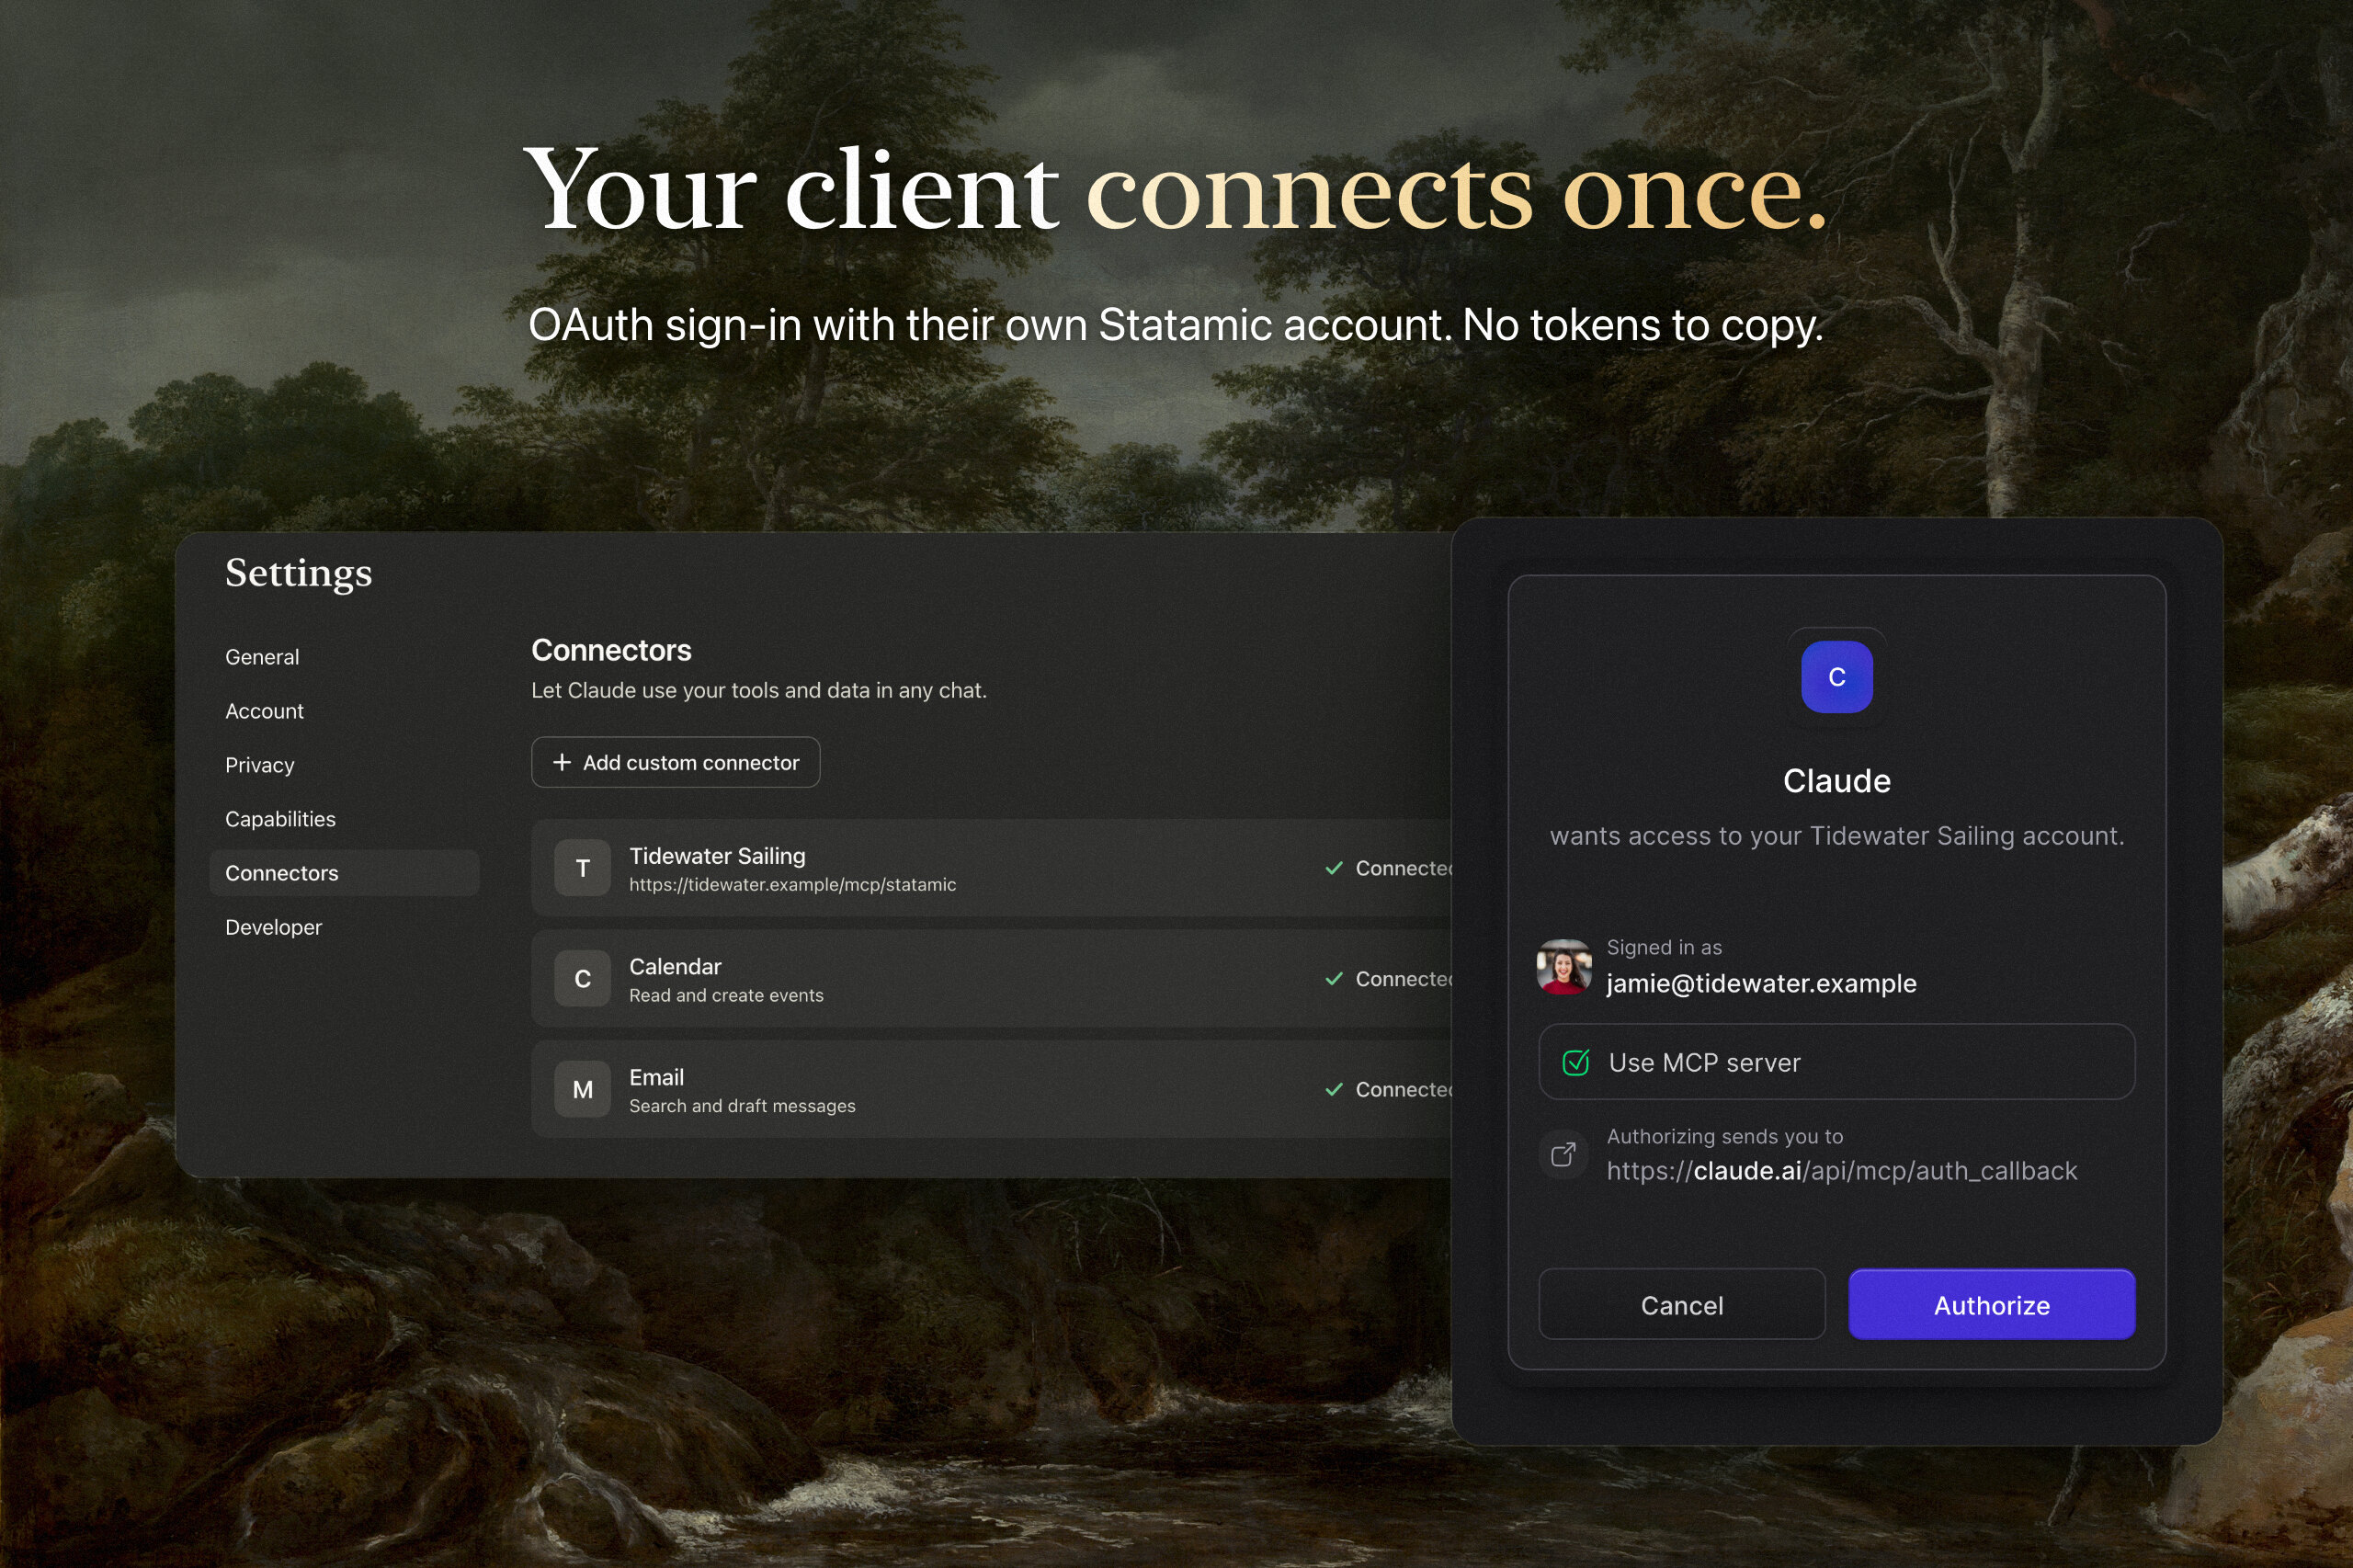 Your client connects once.
OAuth sign-in with their own Statamic account. No tokens to copy.
Settings
General
Account
Privacy
Capabilities
Connectors
Developer
Connectors
Let Claude use your tools and data in any chat.
+ Add custom connector
T
Tidewater Sailing
https://tidewater.example/mcp/statamic
Connected
C
Calendar
Read and create events
Connected
M
Email
Search and draft messages
Connected
C
Claude
wants access to your Tidewater Sailing account.
Signed in as
jamie@tidewater.example
Use MCP server
Authorizing sends you to
https://claude.ai/api/mcp/auth_callback
Cancel
Authorize